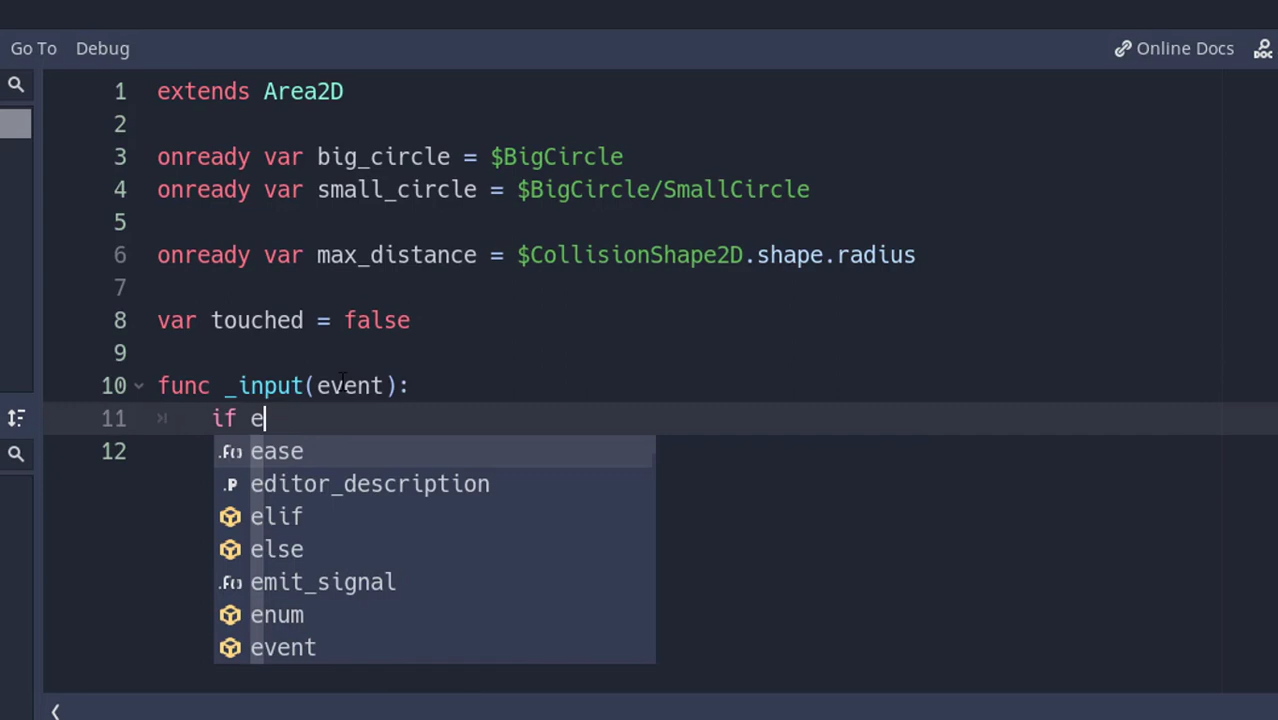 Go To Debug Online Docs
1 extends Area2D
2
3 onready var big_circle = $BigCircle
4 onready var small_circle = $BigCircle/SmallCircle
5
6 onready var max_distance = $CollisionShape2D.shape.radius
7
8 var touched = false
9
10 func _input(event):
11 if e
12
.f() ease
.P editor_description
elif
else
.f() emit_signal
enum
event